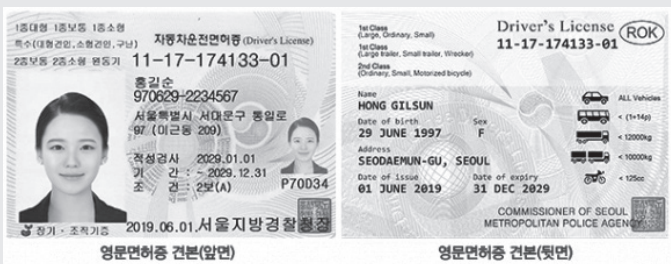 1종대형 1종보통 1종소형
특수(대형견인,소형견인,구난)
2종보통 2종소형 원동기
자동차운전면허증 (Driver's License)
11-17-174133-01
홍길순
970629-2234567
서울특별시 서대문구 통일로
97 (미근동 209)
적성검사 2029.01.01
기 간 : ~ 2029.12.31
조 건 : 2보(A)
P70D34
장기·조직기증
2019.06.01.서울지방경찰청장
영문면허증 견본(앞면)
1st Class
(Large, Ordinary, Small)
1st Class
(Large trailer, Small trailer, Wrecker)
2nd Class
(Ordinary, Small, Motorized bicycle)
Driver's License
ROK
11-17-174133-01
Name
HONG GILSUN
Date of birth Sex
29 JUNE 1997 F
Address
SEODAEMUN-GU, SEOUL
Date of issue Date of expiry
01 JUNE 2019 31 DEC 2029
ALL Vehicles
< (1+14p)
< 12000kg
< 10000kg
< 125cc
COMMISSIONER OF SEOUL
METROPOLITAN POLICE AGENCY
영문면허증 견본(뒷면)